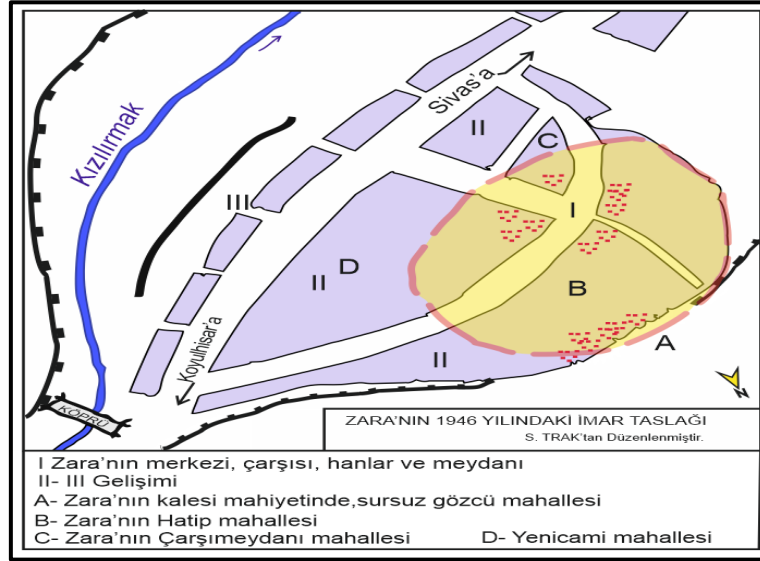 Kızılırmak
Sivas'a
II
C
III
I
II
D
B
II
A
Koyulhisar'a
KÖPRÜ
N
ZARA'NIN 1946 YILINDAKİ İMAR TASLAĞI
S. TRAK'tan Düzenlenmiştir.
I Zara'nın merkezi, çarşısı, hanlar ve meydanı
II- III Gelişimi
A- Zara'nın kalesi mahiyetinde,sursuz gözcü mahallesi
B- Zara'nın Hatip mahallesi
C- Zara'nın Çarşımeydanı mahallesi D- Yenicami mahallesi